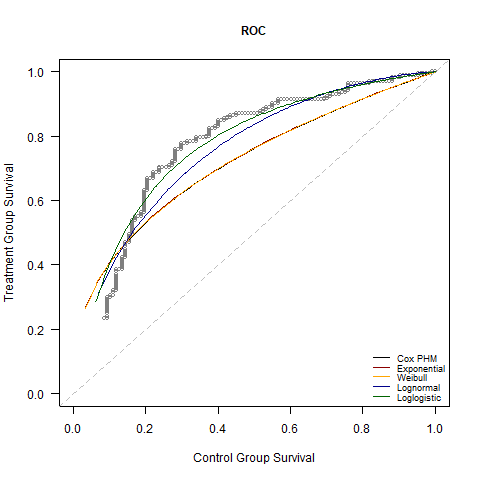 ROC
Treatment Group Survival
1.0
0.8
0.6
0.4
0.2
0.0
Cox PHM
Exponential
Weibull
Lognormal
Loglogistic
0.0 0.2 0.4 0.6 0.8 1.0
Control Group Survival